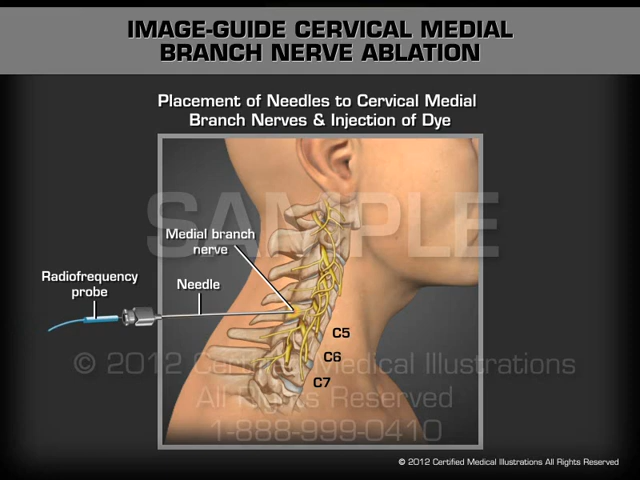 IMAGE-GUIDE CERVICAL MEDIAL
BRANCH NERVE ABLATION
Placement of Needles to Cervical Medial
Branch Nerves & Injection of Dye
SAMPLE
Medial branch
nerve
Radiofrequency
probe
Needle
C5
C6
C7
© 2012 Certified Medical Illustrations
All Rights Reserved
1-888-999-0410
© 2012 Certified Medical Illustrations All Rights Reserved